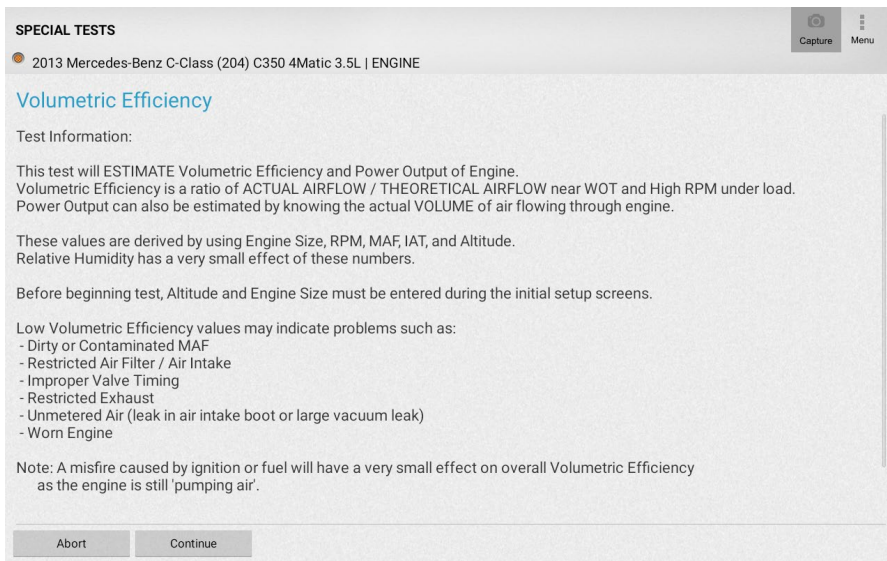 SPECIAL TESTS
Capture
Menu
2013 Mercedes-Benz C-Class (204) C350 4Matic 3.5L | ENGINE
Volumetric Efficiency
Test Information:
This test will ESTIMATE Volumetric Efficiency and Power Output of Engine.
Volumetric Efficiency is a ratio of ACTUAL AIRFLOW / THEORETICAL AIRFLOW near WOT and High RPM under load.
Power Output can also be estimated by knowing the actual VOLUME of air flowing through engine.
These values are derived by using Engine Size, RPM, MAF, IAT, and Altitude.
Relative Humidity has a very small effect of these numbers.
Before beginning test, Altitude and Engine Size must be entered during the initial setup screens.
Low Volumetric Efficiency values may indicate problems such as:
- Dirty or Contaminated MAF
- Restricted Air Filter / Air Intake
- Improper Valve Timing
- Restricted Exhaust
- Unmetered Air (leak in air intake boot or large vacuum leak)
- Worn Engine
Note: A misfire caused by ignition or fuel will have a very small effect on overall Volumetric Efficiency
as the engine is still 'pumping air'.
Abort
Continue